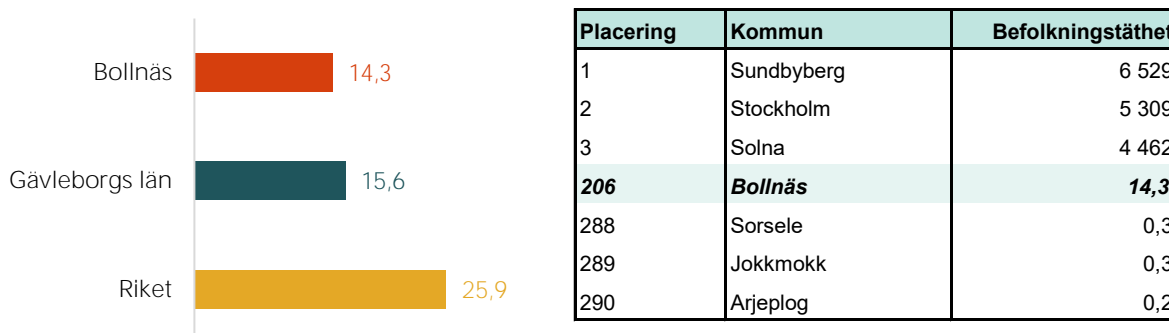 Bollnäs 14,3
Gävleborgs län 15,6
Riket 25,9
Placering Kommun Befolkningstäthet
1 Sundbyberg 6 529
2 Stockholm 5 309
3 Solna 4 462
206 Bollnäs 14,3
288 Sorsele 0,3
289 Jokkmokk 0,3
290 Arjeplog 0,2